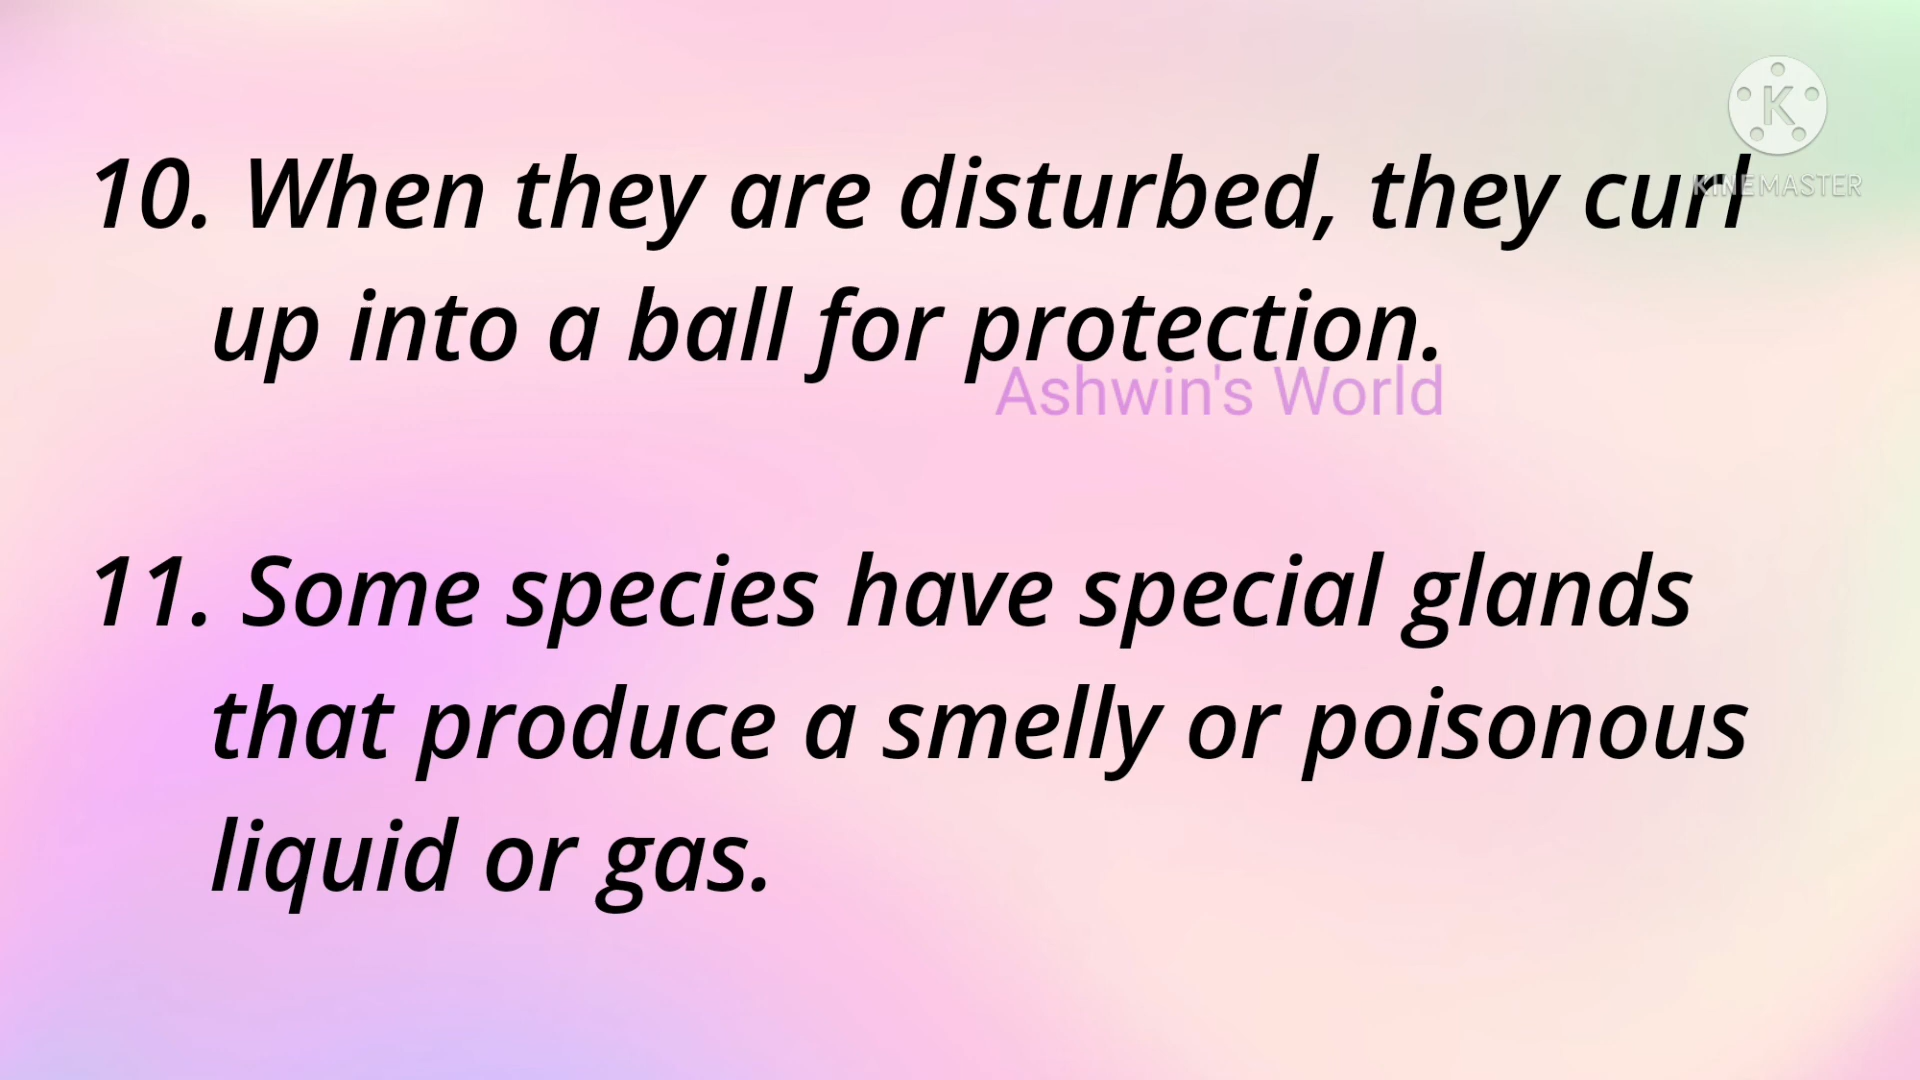 K
KINEMASTER
10. When they are disturbed, they curl
up into a ball for protection.
Ashwin's World
11. Some species have special glands
that produce a smelly or poisonous
liquid or gas.